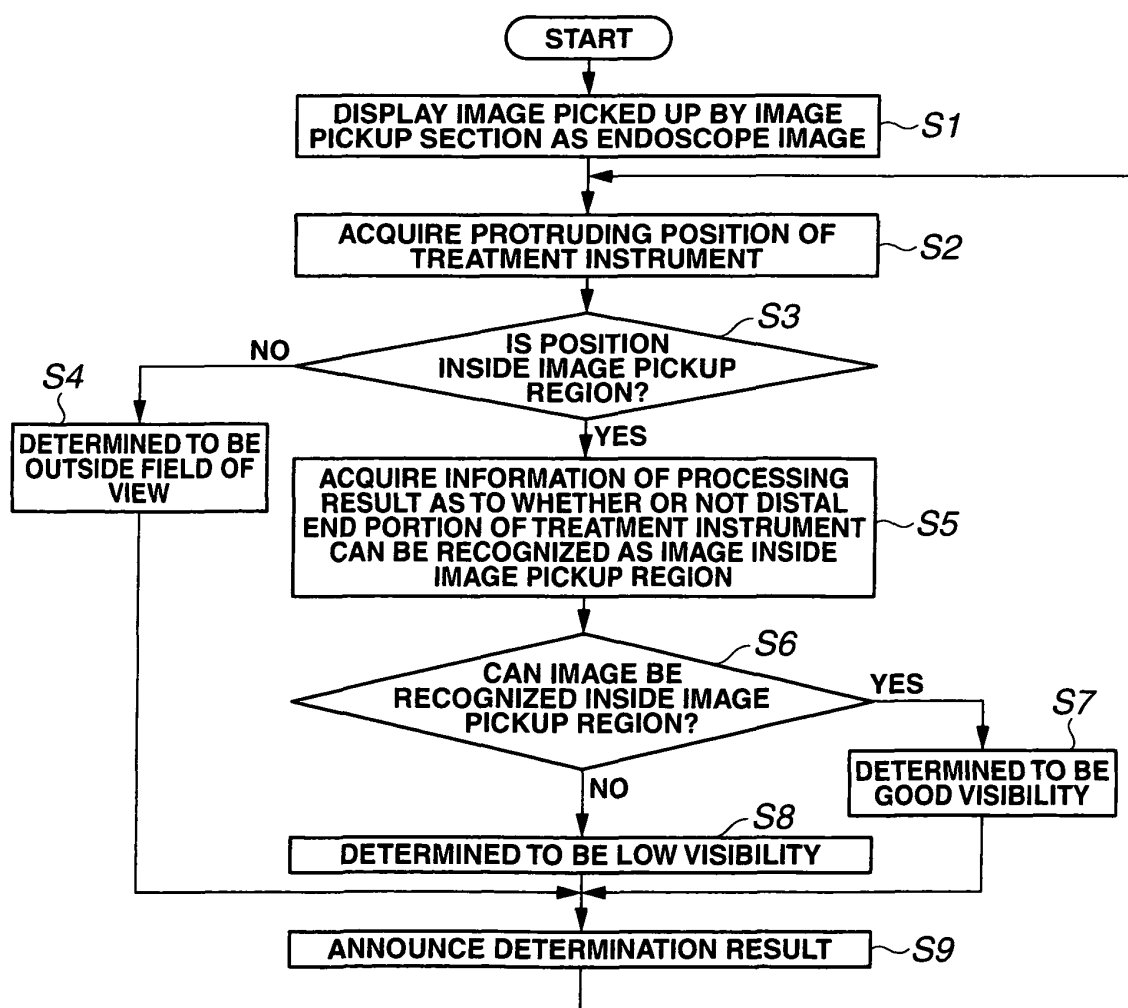 START
DISPLAY IMAGE PICKED UP BY IMAGE
PICKUP SECTION AS ENDOSCOPE IMAGE
S1
ACQUIRE PROTRUDING POSITION OF
TREATMENT INSTRUMENT
S2
S3
IS POSITION
INSIDE IMAGE PICKUP
REGION?
NO
YES
S4
DETERMINED TO BE
OUTSIDE FIELD OF
VIEW
ACQUIRE INFORMATION OF PROCESSING
RESULT AS TO WHETHER OR NOT DISTAL
END PORTION OF TREATMENT INSTRUMENT
CAN BE RECOGNIZED AS IMAGE INSIDE
IMAGE PICKUP REGION
S5
S6
CAN IMAGE BE
RECOGNIZED INSIDE IMAGE
PICKUP REGION?
YES
NO
S7
DETERMINED TO BE
GOOD VISIBILITY
S8
DETERMINED TO BE LOW VISIBILITY
ANNOUNCE DETERMINATION RESULT
S9